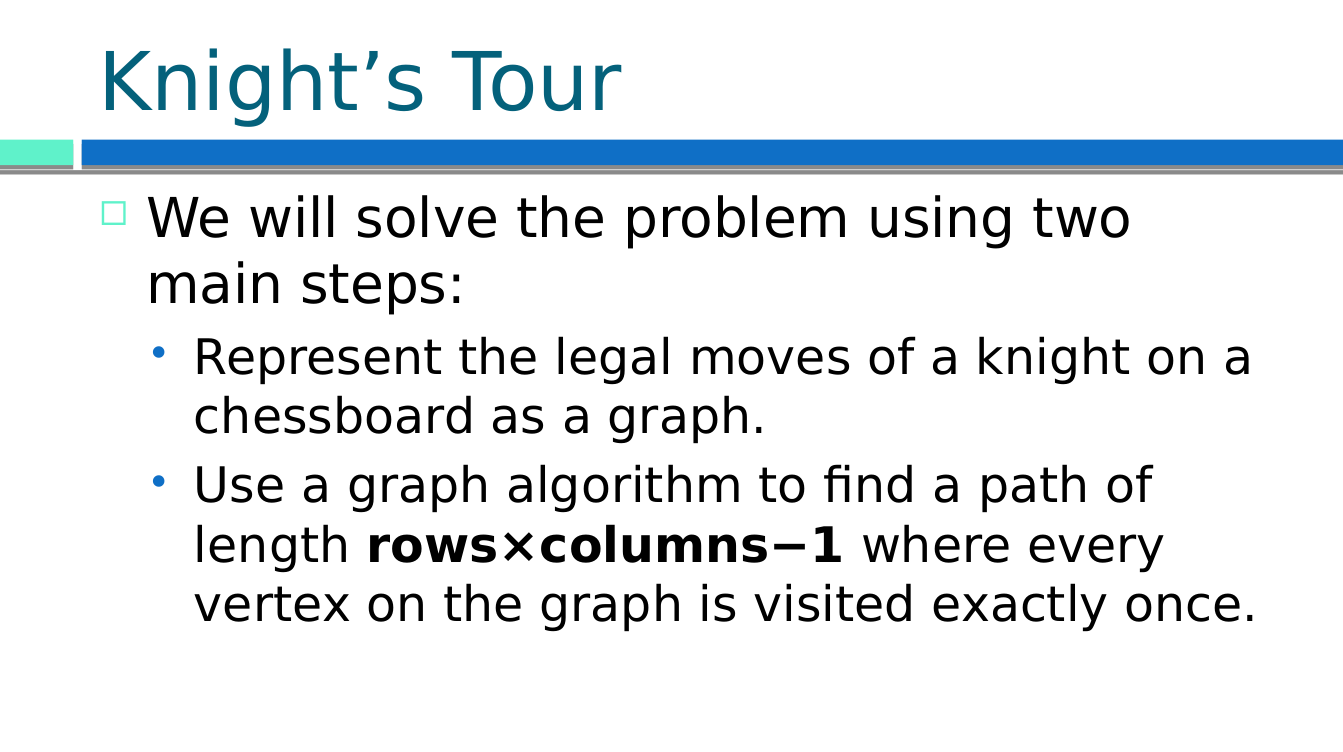 Knight’s Tour
We will solve the problem using two
main steps:
• Represent the legal moves of a knight on a
chessboard as a graph.
• Use a graph algorithm to find a path of
length rows×columns−1 where every
vertex on the graph is visited exactly once.